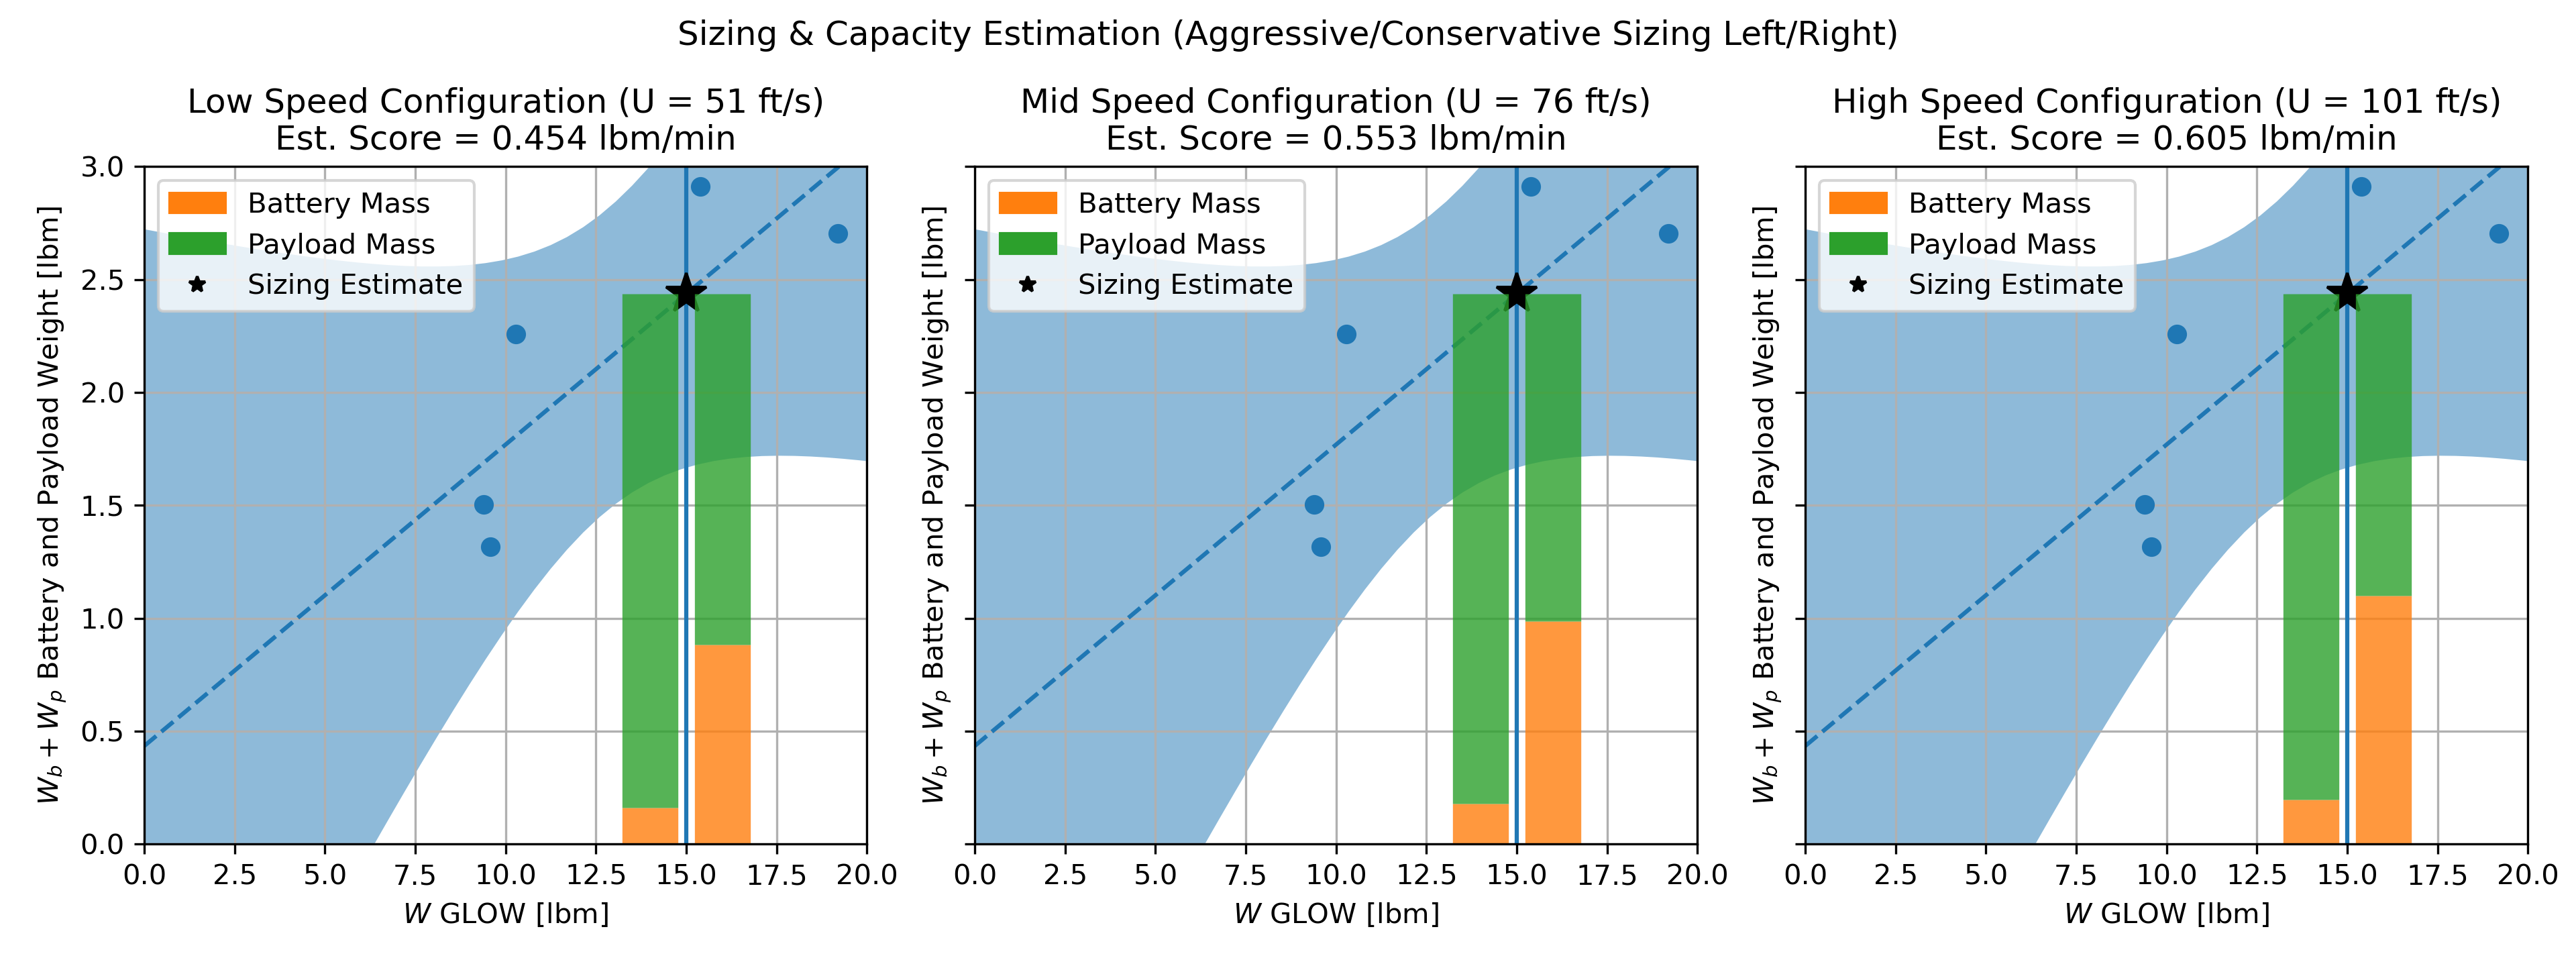 Sizing & Capacity Estimation (Aggressive/Conservative Sizing Left/Right)
Low Speed Configuration (U = 51 ft/s)
Est. Score = 0.454 lbm/min
3.0
2.5
2.0
1.5
1.0
0.5
0.0
W_b + W_p Battery and Payload Weight [lbm]
Battery Mass
Payload Mass
Sizing Estimate
0.0 2.5 5.0 7.5 10.0 12.5 15.0 17.5 20.0
W GLOW [lbm]
Mid Speed Configuration (U = 76 ft/s)
Est. Score = 0.553 lbm/min
W_b + W_p Battery and Payload Weight [lbm]
Battery Mass
Payload Mass
Sizing Estimate
0.0 2.5 5.0 7.5 10.0 12.5 15.0 17.5 20.0
W GLOW [lbm]
High Speed Configuration (U = 101 ft/s)
Est. Score = 0.605 lbm/min
W_b + W_p Battery and Payload Weight [lbm]
Battery Mass
Payload Mass
Sizing Estimate
0.0 2.5 5.0 7.5 10.0 12.5 15.0 17.5 20.0
W GLOW [lbm]